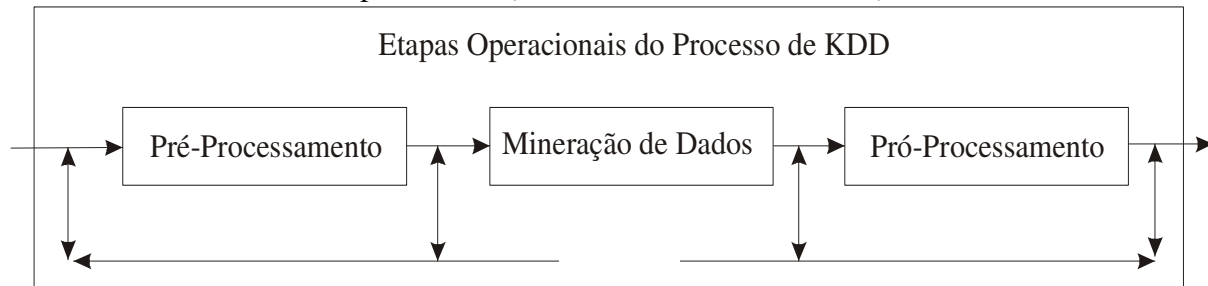 Etapas Operacionais do Processo de KDD
Pré-Processamento
Mineração de Dados
Pró-Processamento